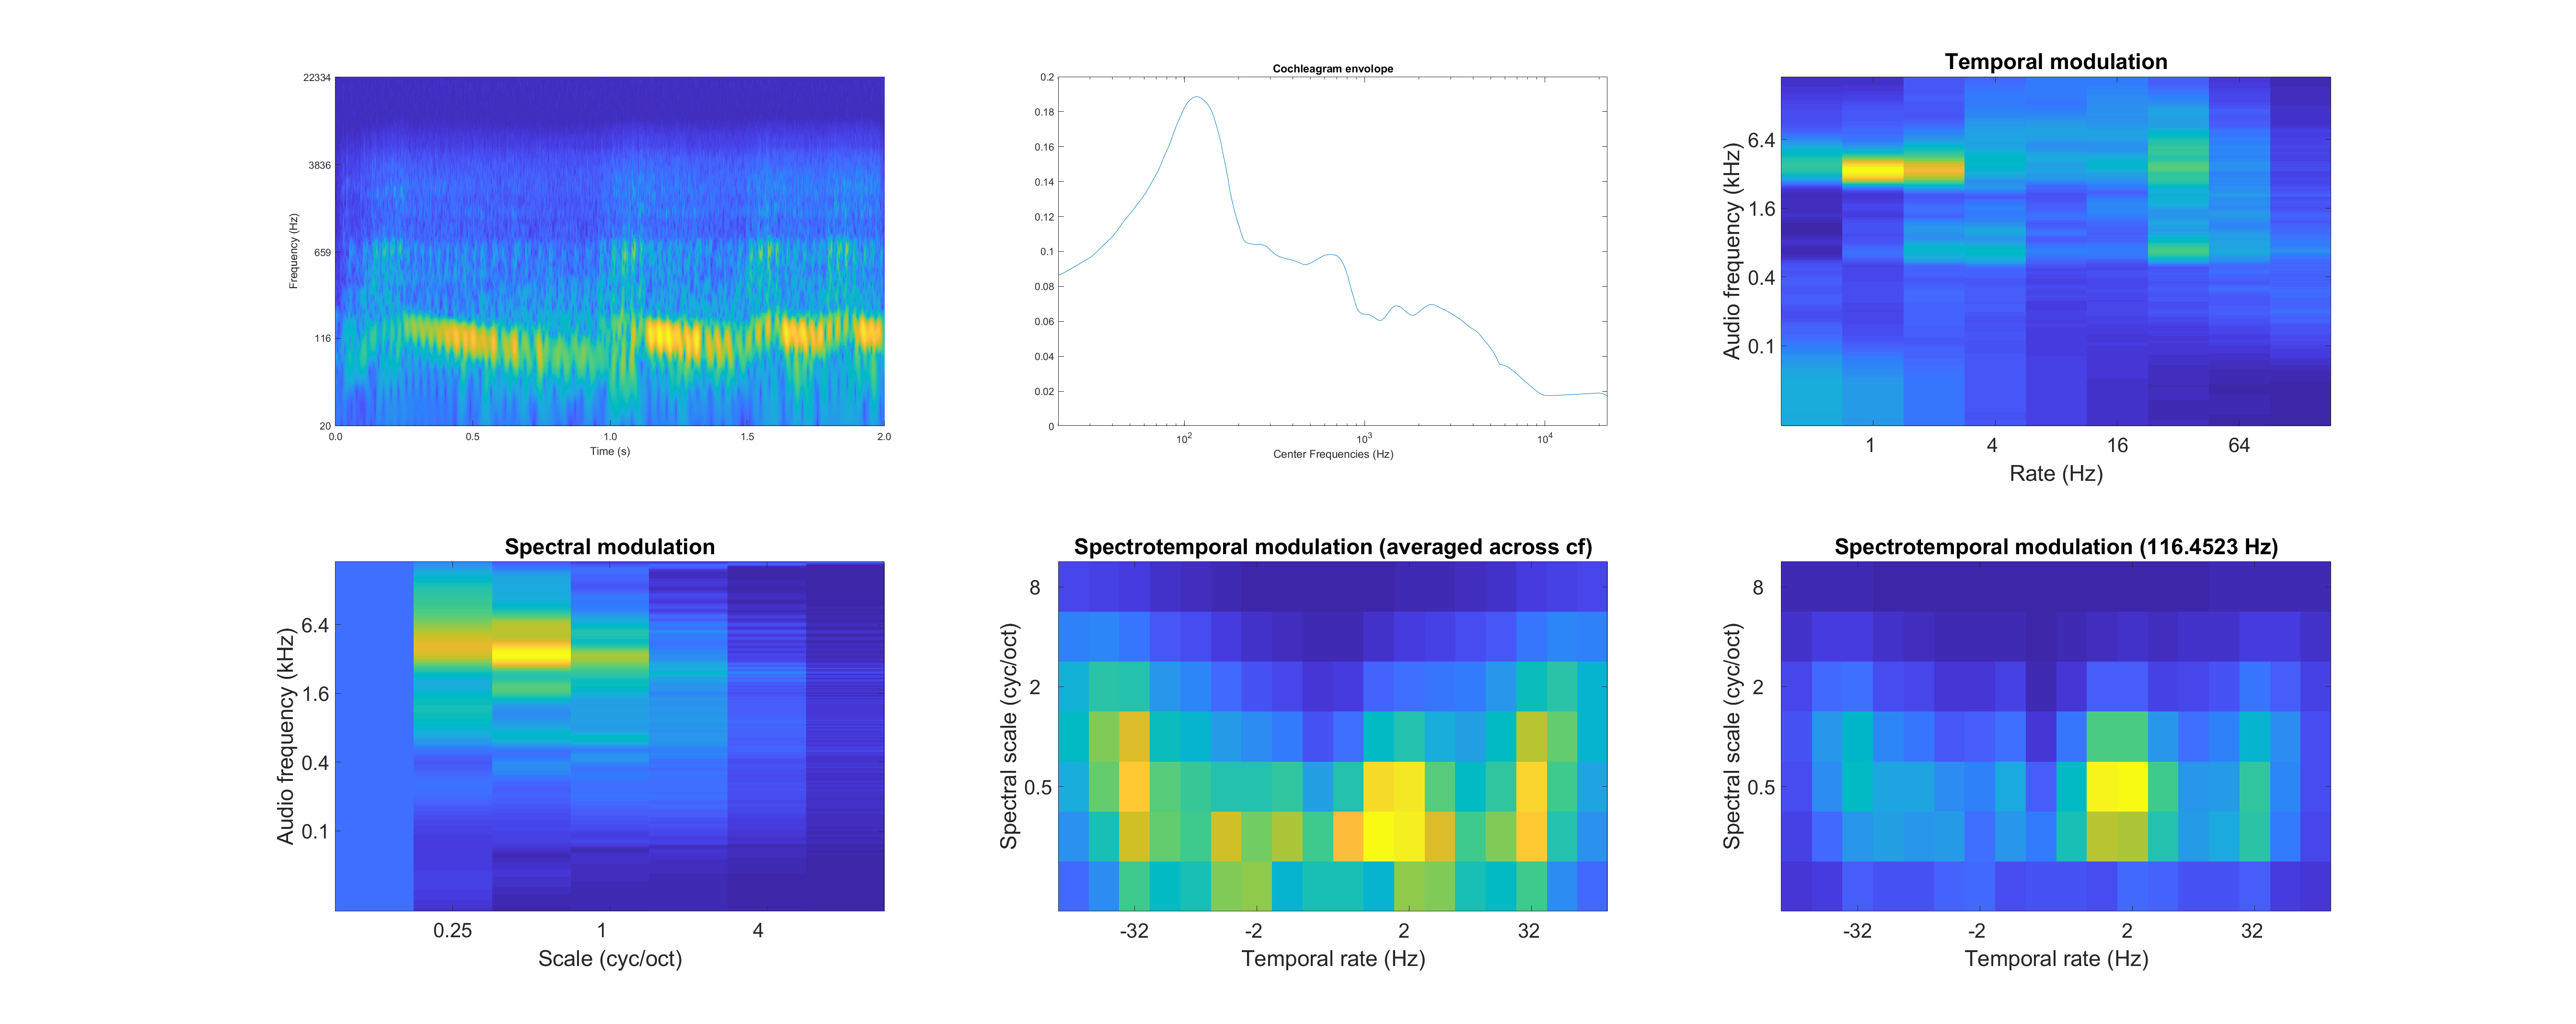 22334
3836
659
116
20
Frequency (Hz)
0.0 0.5 1.0 1.5 2.0
Time (s)
Cochleagram envolope
0.2
0.18
0.16
0.14
0.12
0.1
0.08
0.06
0.04
0.02
0
10^2 10^3 10^4
Center Frequencies (Hz)
Temporal modulation
6.4
1.6
0.4
0.1
Audio frequency (kHz)
1 4 16 64
Rate (Hz)
Spectral modulation
6.4
1.6
0.4
0.1
Audio frequency (kHz)
0.25 1 4
Scale (cyc/oct)
Spectrotemporal modulation (averaged across cf)
8
2
0.5
Spectral scale (cyc/oct)
-32 -2 2 32
Temporal rate (Hz)
Spectrotemporal modulation (116.4523 Hz)
8
2
0.5
Spectral scale (cyc/oct)
-32 -2 2 32
Temporal rate (Hz)